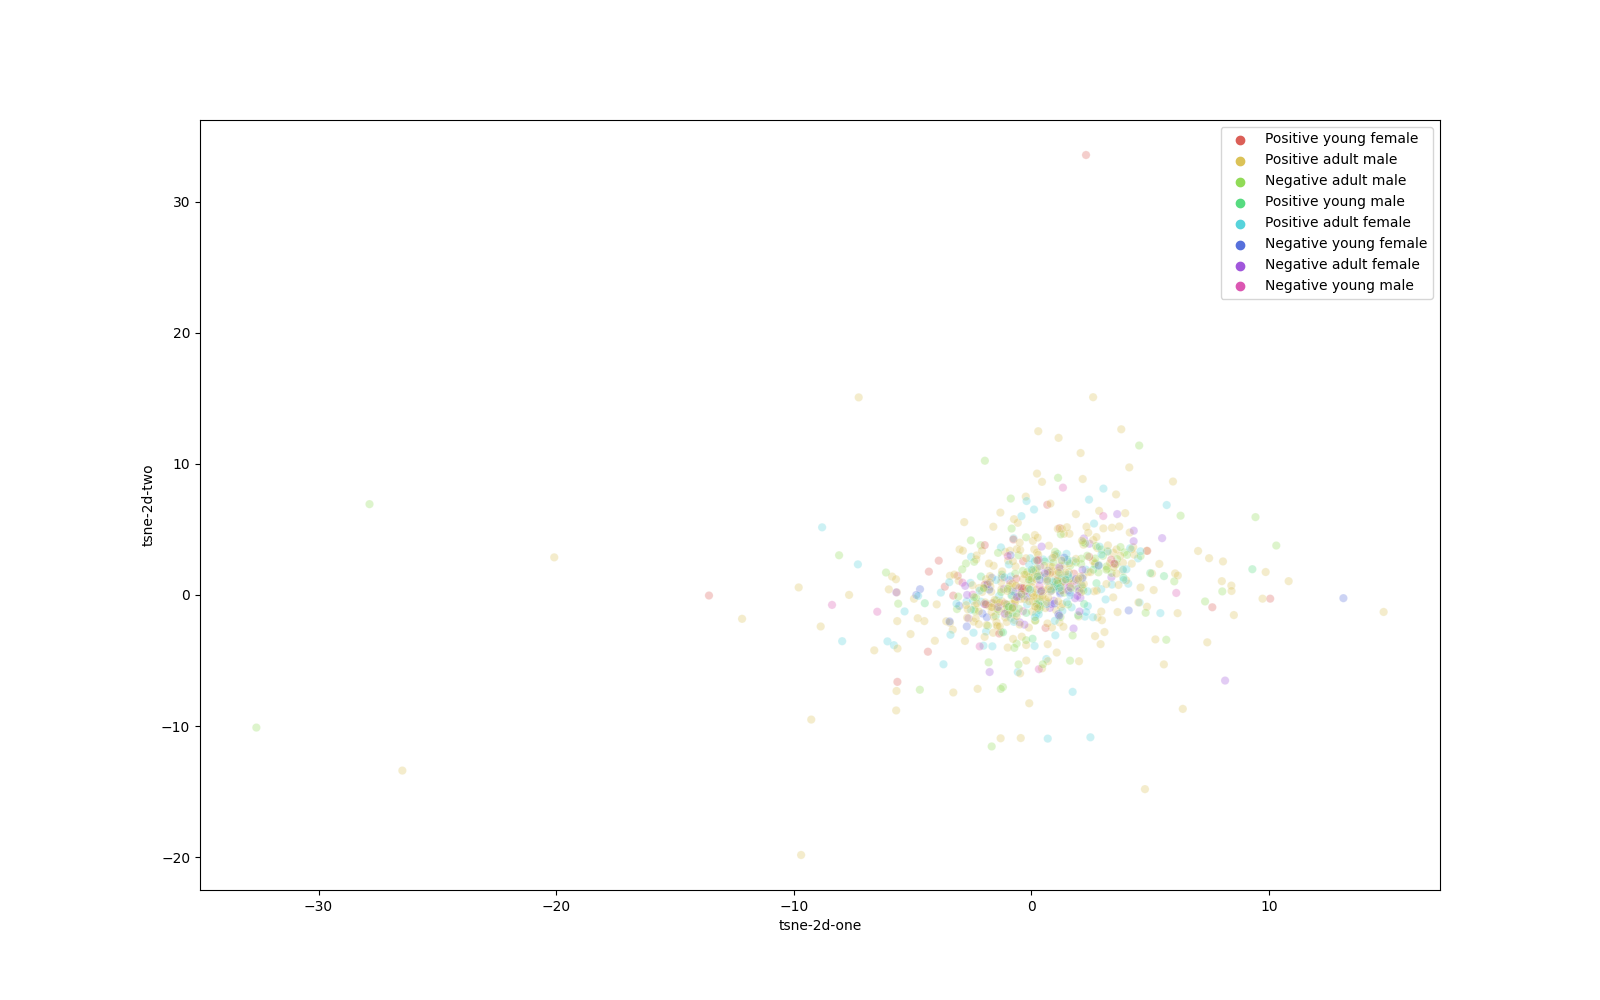 Positive young female
Positive adult male
Negative adult male
Positive young male
Positive adult female
Negative young female
Negative adult female
Negative young male
30
20
10
0
−10
−20
tsne-2d-two
−30
−20
−10
0
10
tsne-2d-one